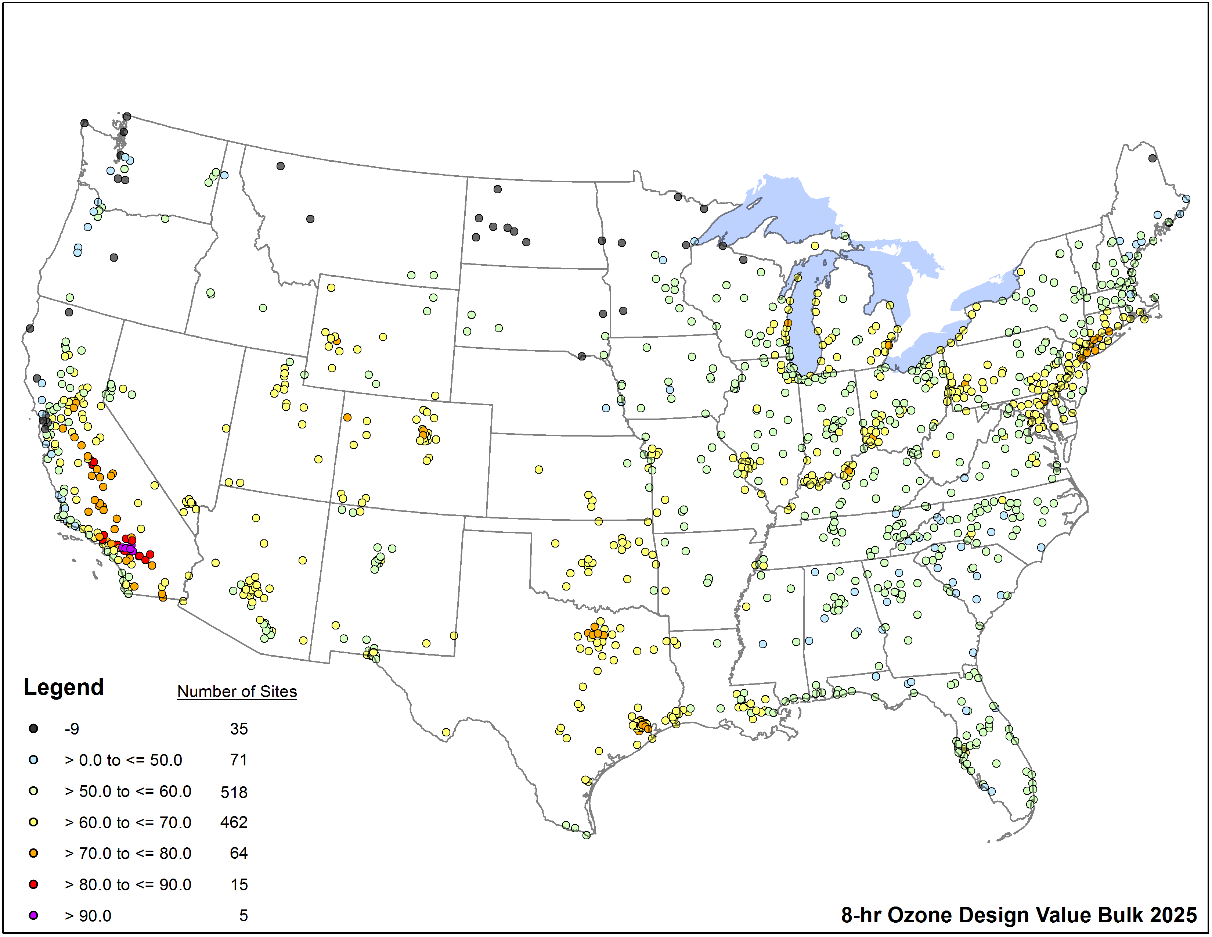 Legend
Number of Sites
-9 35
> 0.0 to <= 50.0 71
> 50.0 to <= 60.0 518
> 60.0 to <= 70.0 462
> 70.0 to <= 80.0 64
> 80.0 to <= 90.0 15
> 90.0 5
8-hr Ozone Design Value Bulk 2025